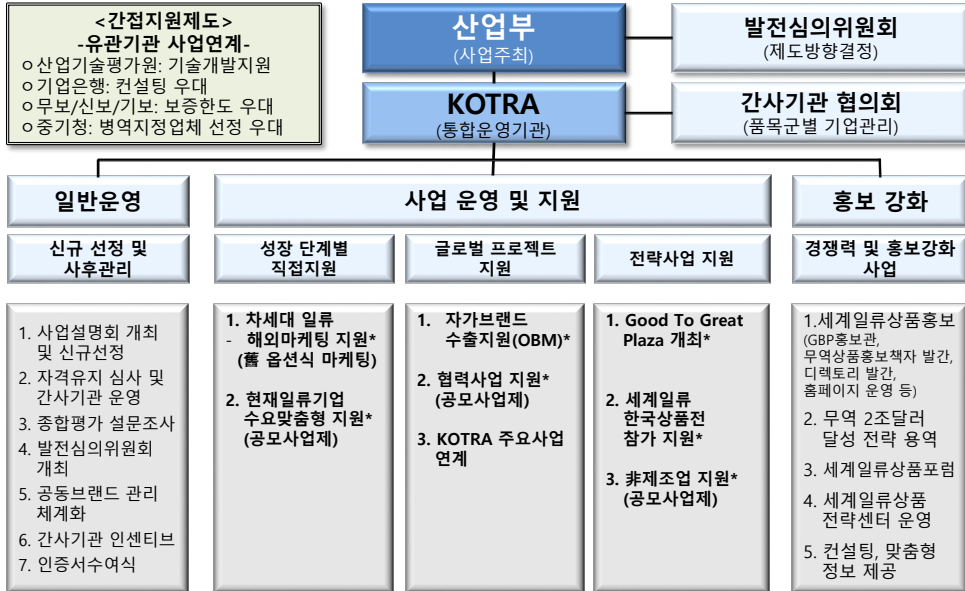 <간접지원제도>
-유관기관 사업연계-
ㅇ산업기술평가원: 기술개발지원
ㅇ기업은행: 컨설팅 우대
ㅇ무보/신보/기보: 보증한도 우대
ㅇ중기청: 병역지정업체 선정 우대
산업부
(사업주최)
발전심의위원회
(제도방향결정)
KOTRA
(통합운영기관)
간사기관 협의회
(품목군별 기업관리)
일반운영
사업 운영 및 지원
홍보 강화
신규 선정 및
사후관리
성장 단계별
직접지원
글로벌 프로젝트
지원
전략사업 지원
경쟁력 및 홍보강화
사업
1. 사업설명회 개최
및 신규선정
2. 자격유지 심사 및
간사기관 운영
3. 종합평가 설문조사
4. 발전심의위원회
개최
5. 공동브랜드 관리
체계화
6. 간사기관 인센티브
7. 인증서수여식
1. 차세대 일류
- 해외마케팅 지원*
(舊 옵션식 마케팅)
2. 현재일류기업
수요맞춤형 지원*
(공모사업제)
1. 자가브랜드
수출지원(OBM)*
2. 협력사업 지원*
(공모사업제)
3. KOTRA 주요사업
연계
1. Good To Great
Plaza 개최*
2. 세계일류
한국상품전
참가 지원*
3. 非제조업 지원*
(공모사업제)
1.세계일류상품홍보
(GBP홍보관,
무역상품홍보책자 발간,
디렉토리 발간,
홈페이지 운영 등)
2. 무역 2조달러
달성 전략 용역
3. 세계일류상품포럼
4. 세계일류상품
전략센터 운영
5. 컨설팅, 맞춤형
정보 제공